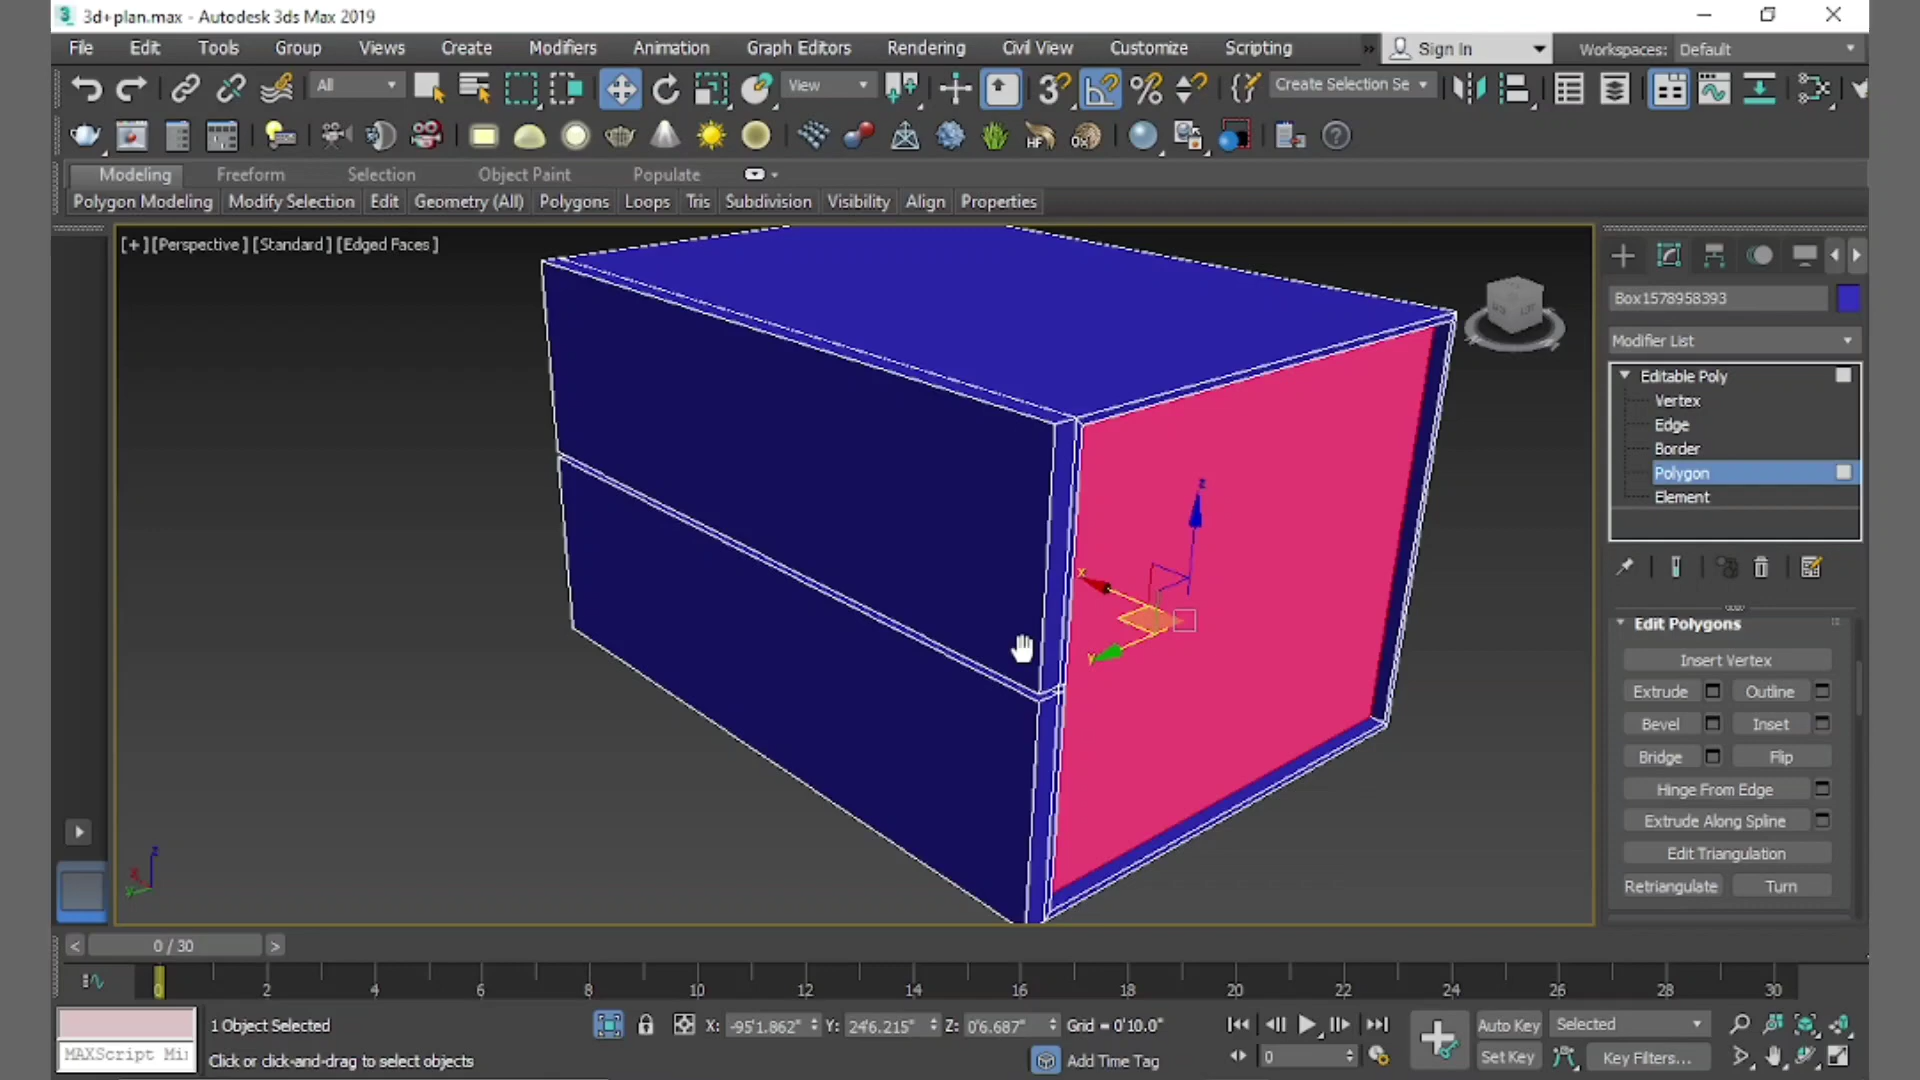 3d+plan.max - Autodesk 3ds Max 2019
File Edit Tools Group Views Create Modifiers Animation Graph Editors Rendering Civil View Customize Scripting » Sign In Workspaces: Default
All View Create Selection Se
Modeling Freeform Selection Object Paint Populate
Polygon Modeling Modify Selection Edit Geometry (All) Polygons Loops Tris Subdivision Visibility Align Properties
[+] [Perspective] [Standard] [Edged Faces]
Box1578958393
Modifier List
Editable Poly
Vertex
Edge
Border
Polygon
Element
z
x
y
Edit Polygons
Insert Vertex
Extrude Outline
Bevel Inset
Bridge Flip
Hinge From Edge
Extrude Along Spline
Edit Triangulation
Retriangulate Turn
z
x
y
< 0 / 30 >
0 2 4 6 8 10 12 14 16 18 20 22 24 26 28 30
1 Object Selected X: -95'1.862" Y: 24'6.215" Z: 0'6.687" Grid = 0'10.0" Auto Key Selected
MAXScript Mi
Click or click-and-drag to select objects Add Time Tag 0 Set Key Key Filters...